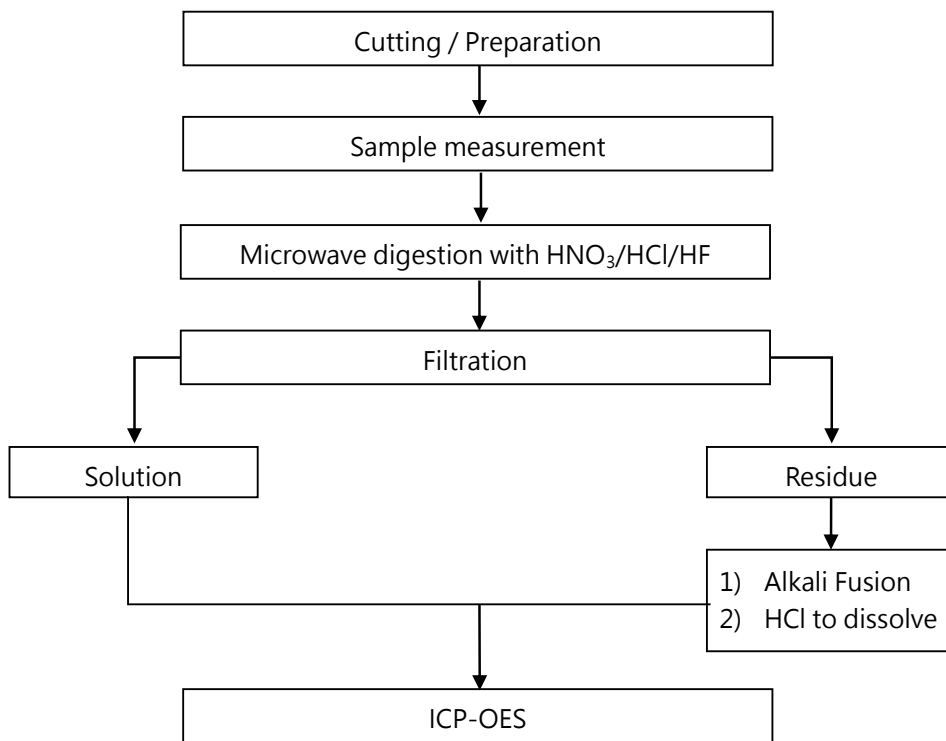 Cutting / Preparation
Sample measurement
Microwave digestion with HNO₃/HCl/HF
Filtration
Solution
Residue
1) Alkali Fusion
2) HCl to dissolve
ICP-OES